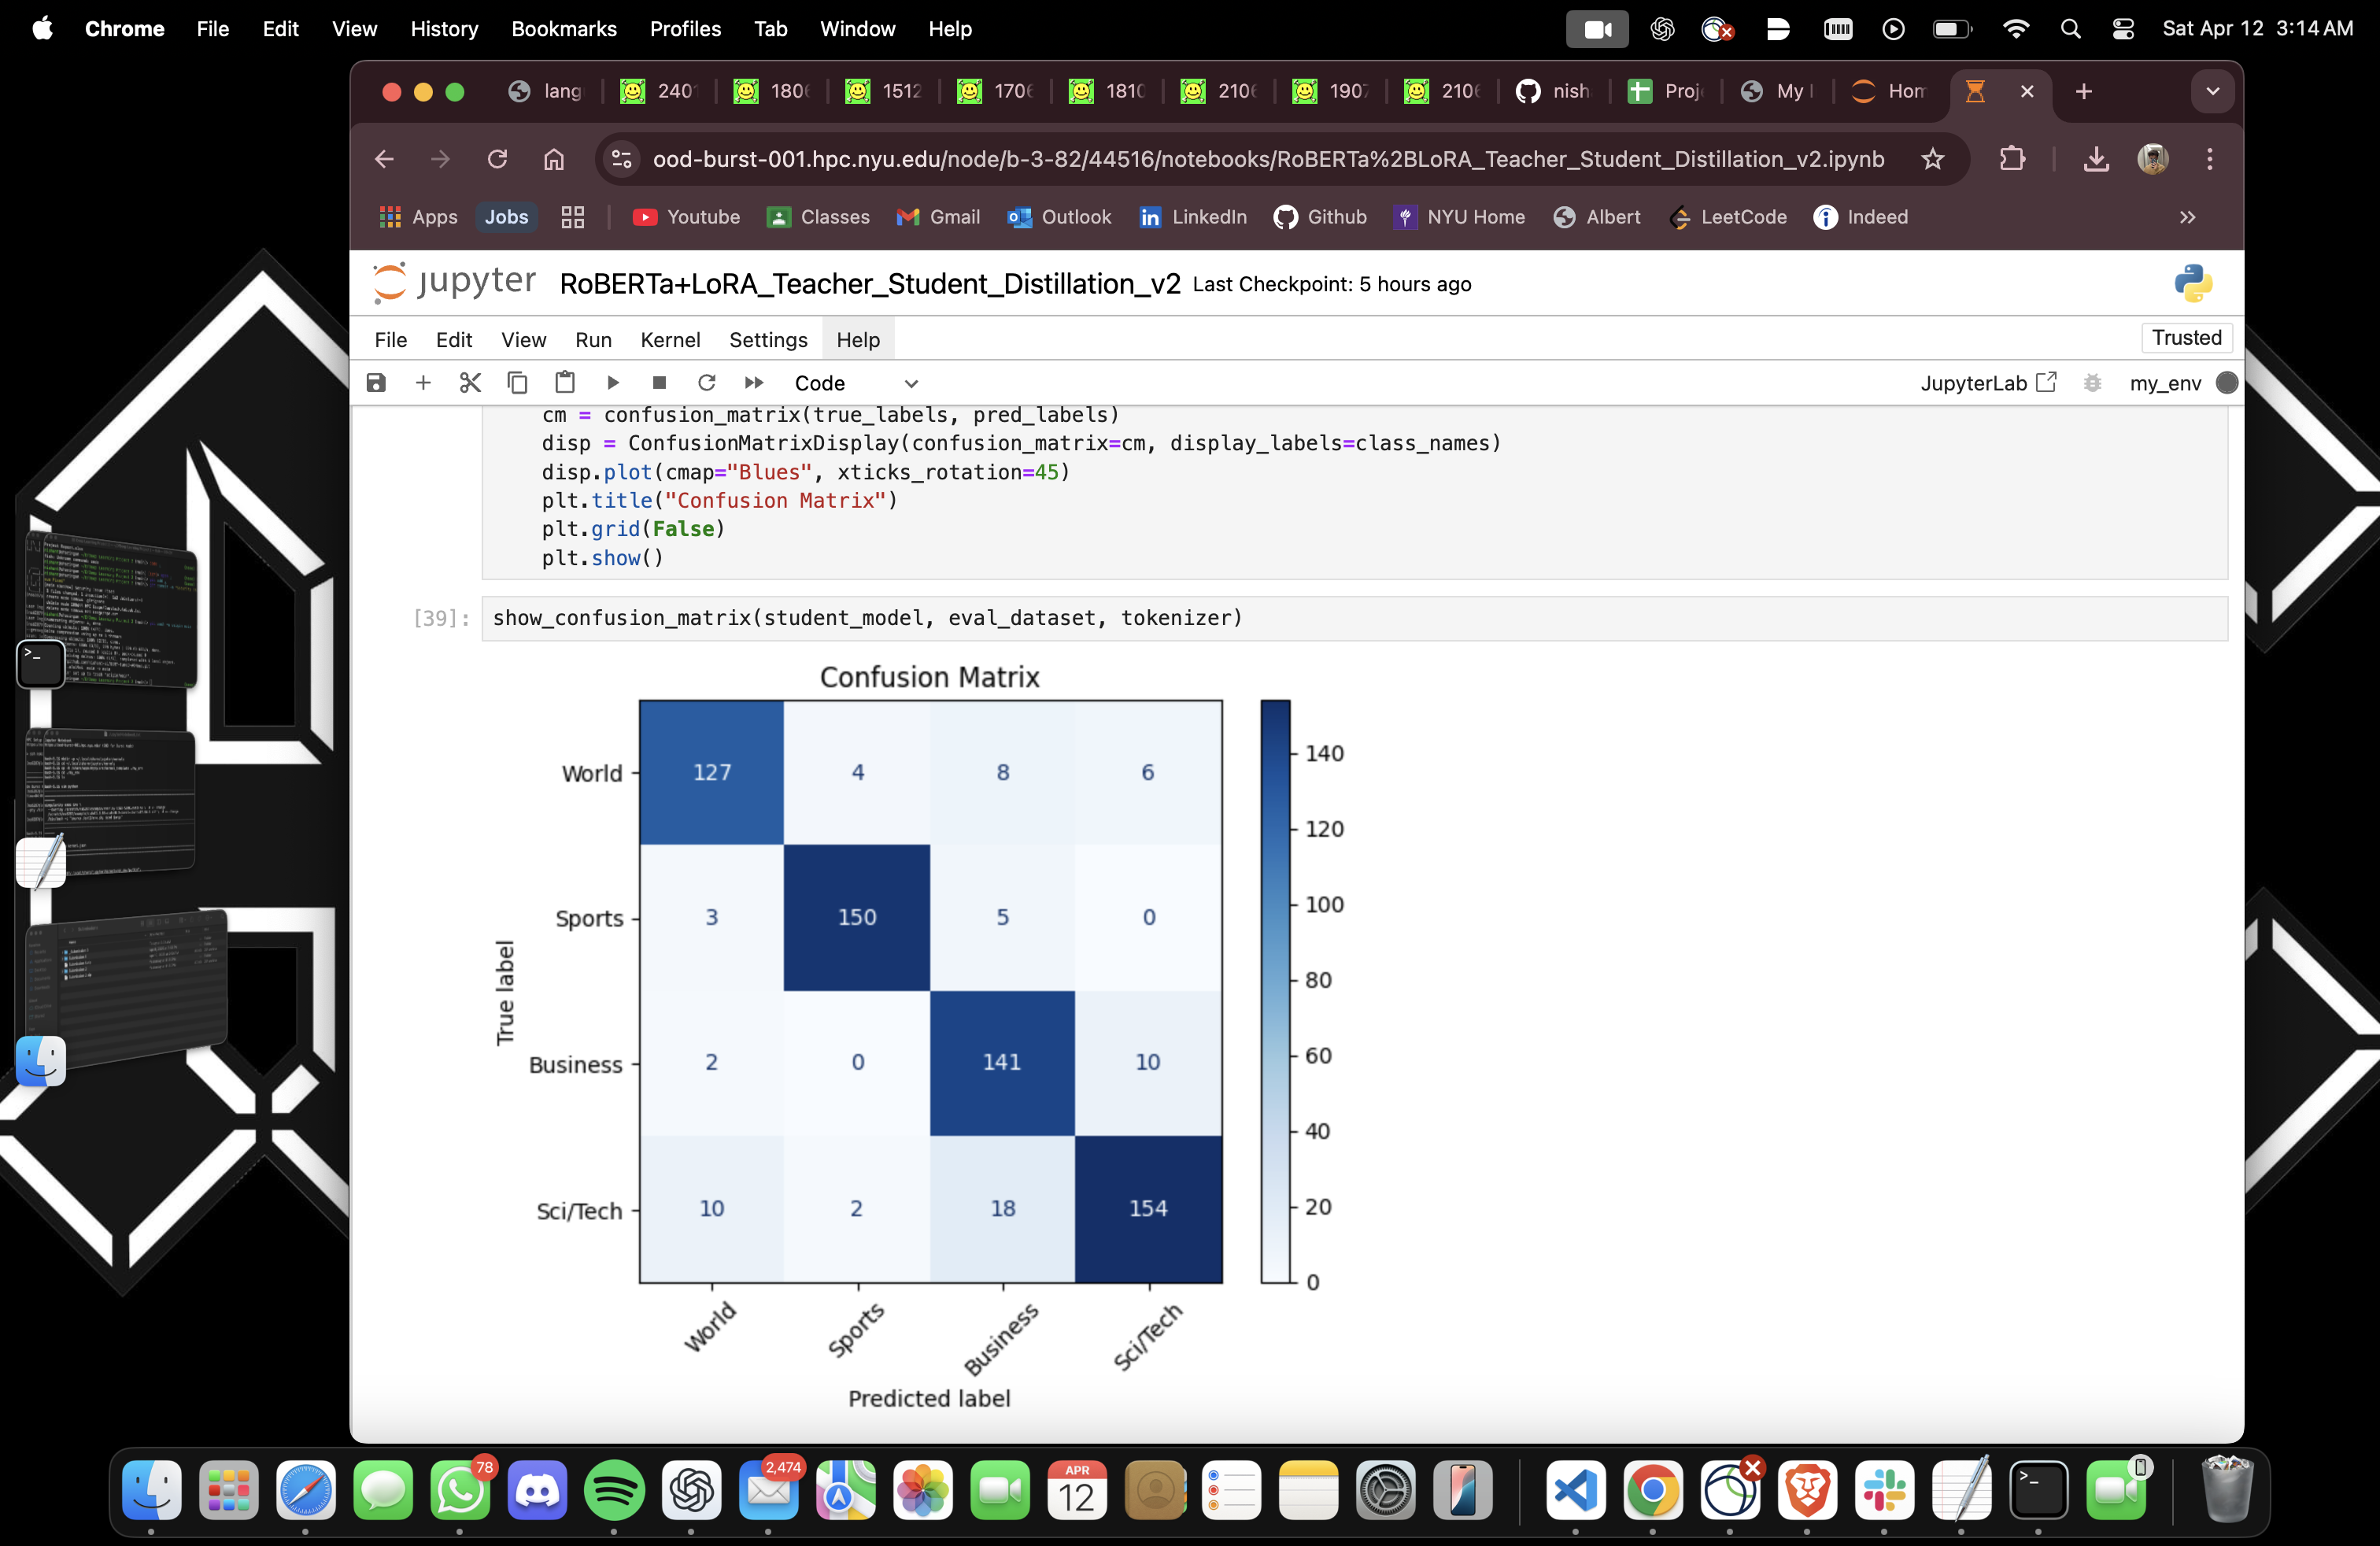 Chrome File Edit View History Bookmarks Profiles Tab Window Help Sat Apr 12 3:14 AM
lang 240 180 1512 170 1810 210 190 210 nish Proj My Hom
ood-burst-001.hpc.nyu.edu/node/b-3-82/44516/notebooks/RoBERTa%2BLoRA_Teacher_Student_Distillation_v2.ipynb
Apps Jobs Youtube Classes Gmail Outlook LinkedIn Github NYU Home Albert LeetCode Indeed »
jupyter RoBERTa+LoRA_Teacher_Student_Distillation_v2 Last Checkpoint: 5 hours ago
File Edit View Run Kernel Settings Help Trusted
Code JupyterLab my_env
cm = confusion_matrix(true_labels, pred_labels)
disp = ConfusionMatrixDisplay(confusion_matrix=cm, display_labels=class_names)
disp.plot(cmap="Blues", xticks_rotation=45)
plt.title("Confusion Matrix")
plt.grid(False)
plt.show()
[39]: show_confusion_matrix(student_model, eval_dataset, tokenizer)
Confusion Matrix
World 127 4 8 6
Sports 3 150 5 0
Business 2 0 141 10
Sci/Tech 10 2 18 154
True label
World Sports Business Sci/Tech
Predicted label
140
120
100
80
60
40
20
0
78 2,474 APR 12